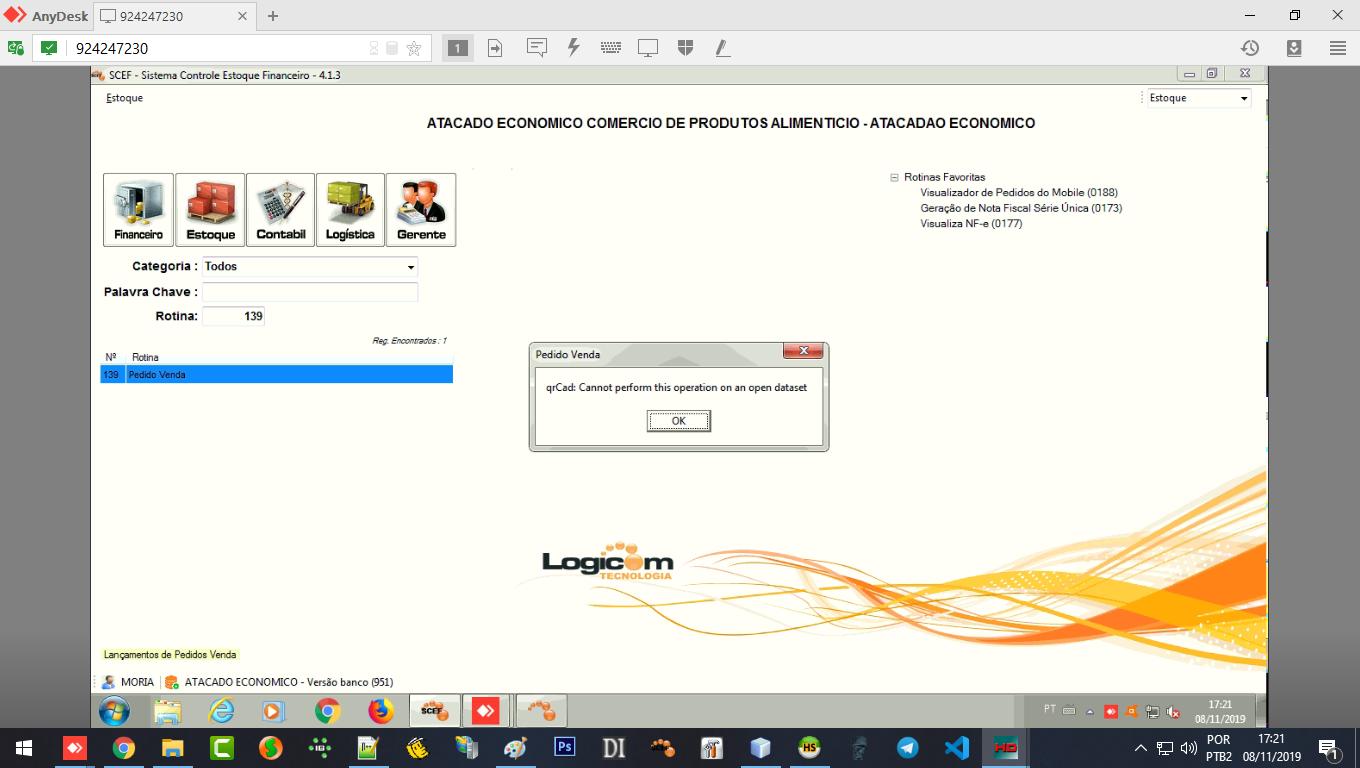 AnyDesk
924247230
924247230
1
SCEF - Sistema Controle Estoque Financeiro - 4.1.3
Estoque
Estoque
ATACADO ECONOMICO COMERCIO DE PRODUTOS ALIMENTICIO - ATACADAO ECONOMICO
Financeiro
Estoque
Contabil
Logística
Gerente
Rotinas Favoritas
Visualizador de Pedidos do Mobile (0188)
Geração de Nota Fiscal Série Única (0173)
Visualiza NF-e (0177)
Categoria : Todos
Palavra Chave :
Rotina: 139
Reg. Encontrados : 1
Nº Rotina
139 Pedido Venda
Pedido Venda
qrCad: Cannot perform this operation on an open dataset
OK
Logicom
TECNOLOGIA
Lançamentos de Pedidos Venda
MORIA
ATACADO ECONOMICO - Versão banco (951)
SCEF
PT
17:21
08/11/2019
Ps
DI
HS
HD
POR
PTB2
17:21
08/11/2019
1